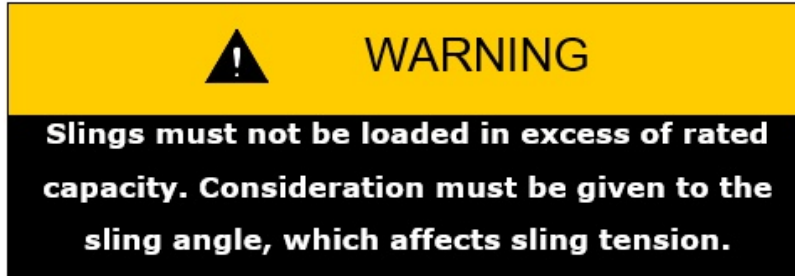 WARNING
Slings must not be loaded in excess of rated
capacity. Consideration must be given to the
sling angle, which affects sling tension.